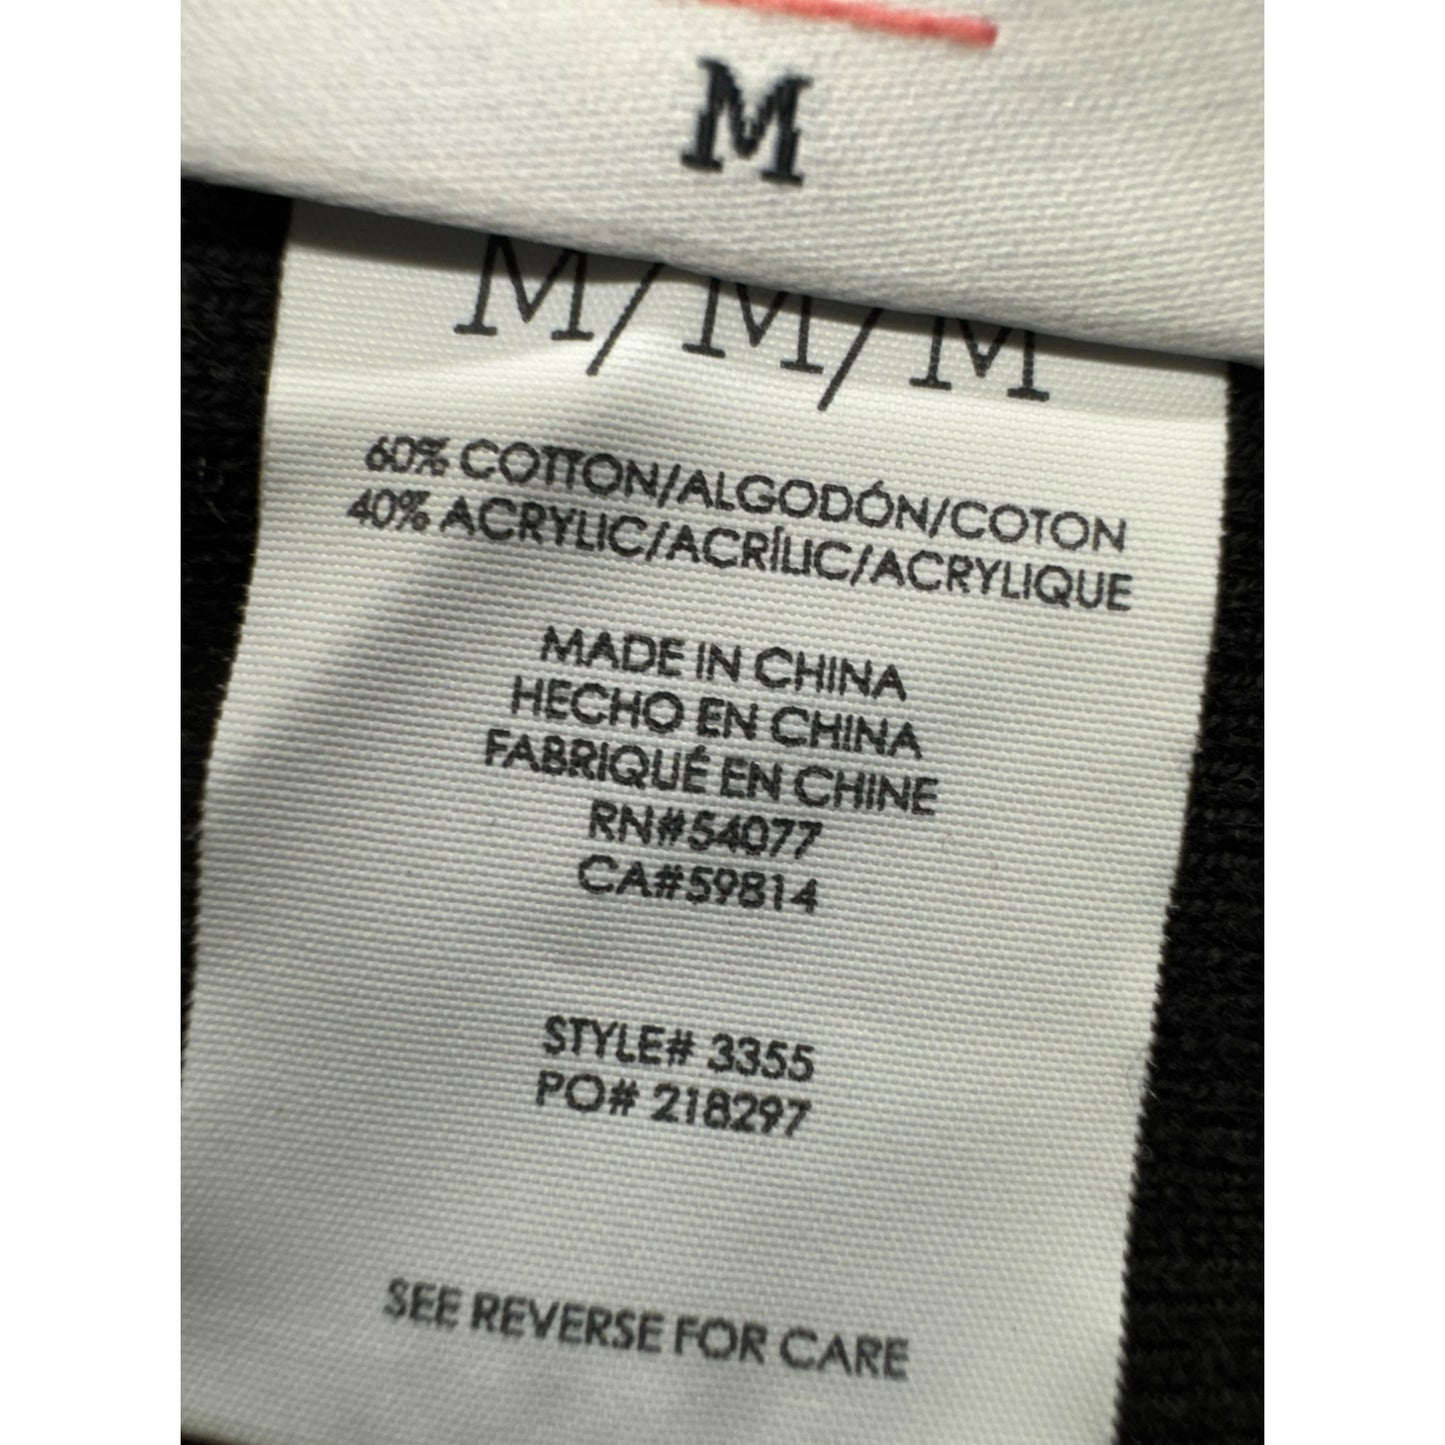 M
M/M/M
60% COTTON/ALGODÓN/COTON
40% ACRYLIC/ACRÍLIC/ACRYLIQUE
MADE IN CHINA
HECHO EN CHINA
FABRIQUÉ EN CHINE
RN#54077
CA#59814
STYLE# 3355
PO# 218297
SEE REVERSE FOR CARE